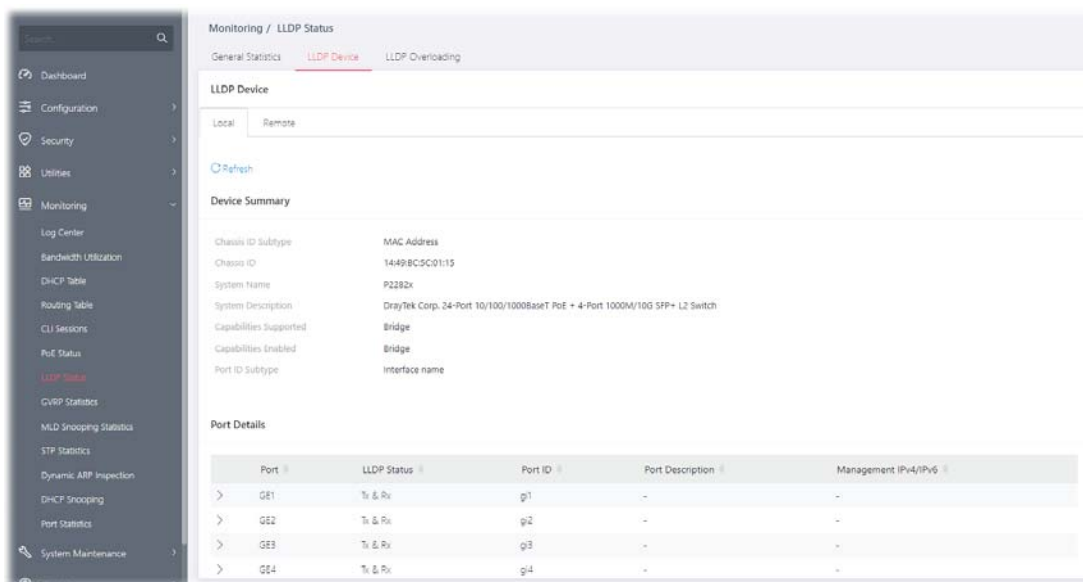 Search...
Dashboard
Configuration
Security
Utilities
Monitoring
Log Center
Bandwidth Utilization
DHCP Table
Routing Table
CLI Sessions
PoE Status
LLDP Status
GVRP Statistics
MLD Snooping Statistics
STP Statistics
Dynamic ARP Inspection
DHCP Snooping
Port Statistics
System Maintenance
Monitoring / LLDP Status
General Statistics LLDP Device LLDP Overloading
LLDP Device
Local Remote
Refresh
Device Summary
Chassis ID Subtype MAC Address
Chassis ID 14:49:BC:5C:01:15
System Name P2282x
System Description DrayTek Corp. 24-Port 10/100/1000BaseT PoE + 4-Port 1000M/10G SFP+ L2 Switch
Capabilities Supported Bridge
Capabilities Enabled Bridge
Port ID Subtype Interface name
Port Details
Port LLDP Status Port ID Port Description Management IPv4/IPv6
GE1 Tx & Rx gi1 - -
GE2 Tx & Rx gi2 - -
GE3 Tx & Rx gi3 - -
GE4 Tx & Rx gi4 - -